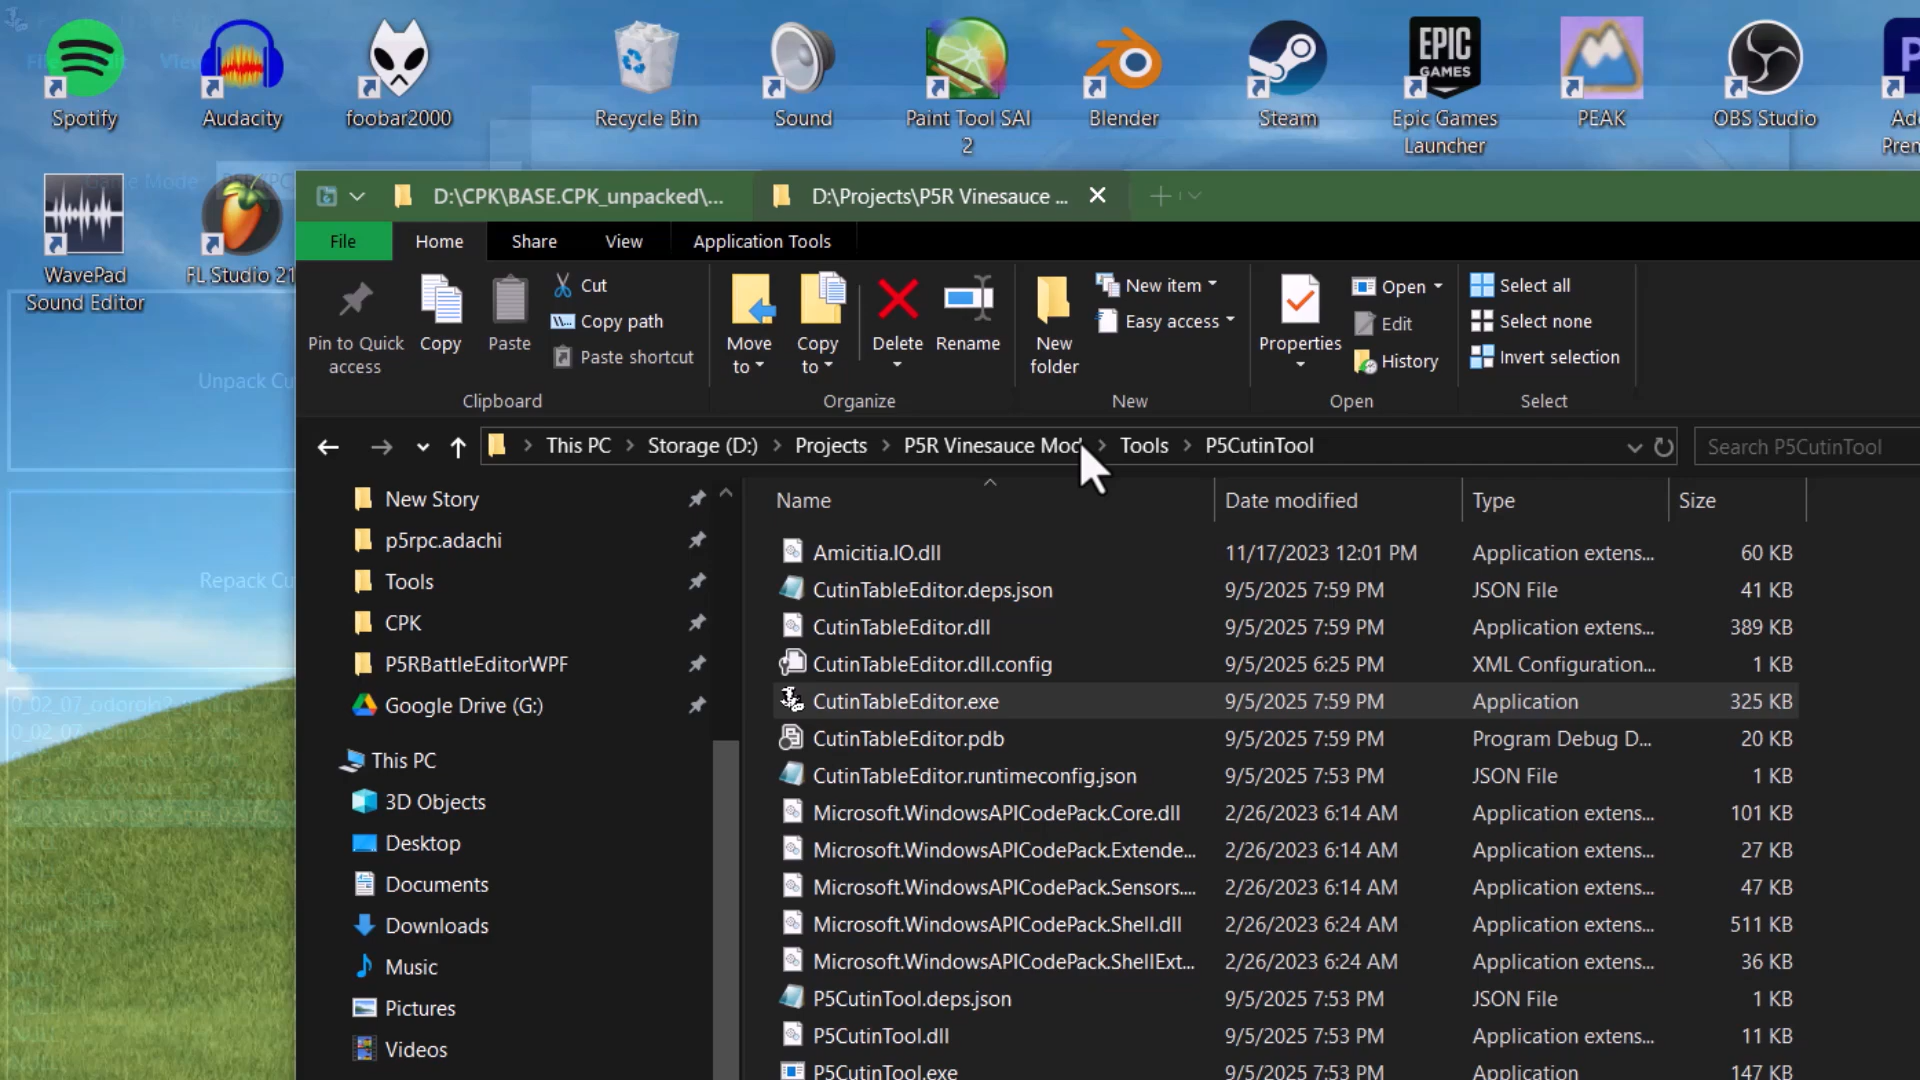 Spotify
Audacity
foobar2000
Recycle Bin
Sound
Paint Tool SAI
2
Blender
Steam
EPIC
GAMES
Epic Games
Launcher
PEAK
OBS Studio
WavePad
Sound Editor
FL Studio 21
D:\CPK\BASE.CPK_unpacked\...
D:\Projects\P5R Vinesauce ...
File
Home
Share
View
Application Tools
Pin to Quick
access
Copy
Paste
Cut
Copy path
Paste shortcut
Clipboard
Move
to
Copy
to
Delete
Rename
Organize
New
folder
New item
Easy access
New
Properties
Open
Edit
History
Open
Select all
Select none
Invert selection
Select
This PC
Storage (D:)
Projects
P5R Vinesauce Mod
Tools
P5CutinTool
Search P5CutinTool
Unpack Cu
Repack Cu
New Story
p5rpc.adachi
Tools
CPK
P5RBattleEditorWPF
Google Drive (G:)
This PC
3D Objects
Desktop
Documents
Downloads
Music
Pictures
Videos
Name Date modified Type Size
Amicitia.IO.dll 11/17/2023 12:01 PM Application extens... 60 KB
CutinTableEditor.deps.json 9/5/2025 7:59 PM JSON File 41 KB
CutinTableEditor.dll 9/5/2025 7:59 PM Application extens... 389 KB
CutinTableEditor.dll.config 9/5/2025 6:25 PM XML Configuration... 1 KB
CutinTableEditor.exe 9/5/2025 7:59 PM Application 325 KB
CutinTableEditor.pdb 9/5/2025 7:59 PM Program Debug D... 20 KB
CutinTableEditor.runtimeconfig.json 9/5/2025 7:53 PM JSON File 1 KB
Microsoft.WindowsAPICodePack.Core.dll 2/26/2023 6:14 AM Application extens... 101 KB
Microsoft.WindowsAPICodePack.Extende... 2/26/2023 6:14 AM Application extens... 27 KB
Microsoft.WindowsAPICodePack.Sensors.... 2/26/2023 6:14 AM Application extens... 47 KB
Microsoft.WindowsAPICodePack.Shell.dll 2/26/2023 6:24 AM Application extens... 511 KB
Microsoft.WindowsAPICodePack.ShellExt... 2/26/2023 6:24 AM Application extens... 36 KB
P5CutinTool.deps.json 9/5/2025 7:53 PM JSON File 1 KB
P5CutinTool.dll 9/5/2025 7:53 PM Application extens... 11 KB
P5CutinTool.exe 9/5/2025 7:53 PM Application 147 KB